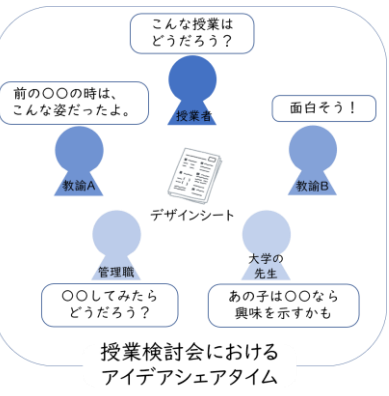 こんな授業は
どうだろう？
授業者
前の〇〇の時は、
こんな姿だったよ。
教諭A
面白そう！
教諭B
デザインシート
管理職
〇〇してみたら
どうだろう？
大学の
先生
あの子は〇〇なら
興味を示すかも
授業検討会における
アイデアシェアタイム